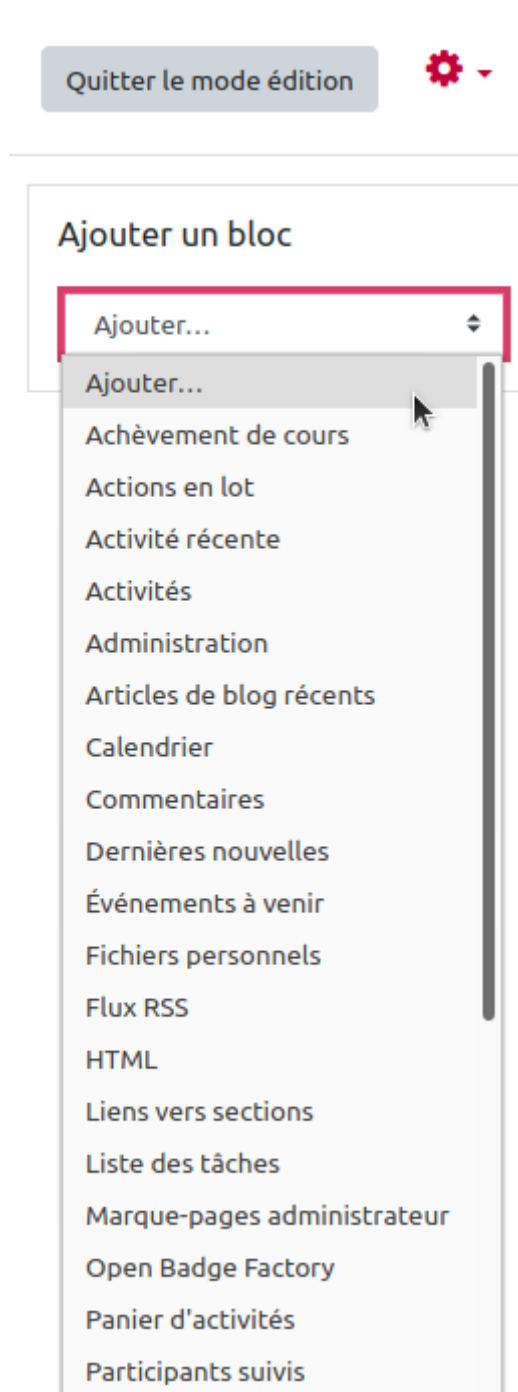 Quitter le mode édition
Ajouter un bloc
Ajouter...
Ajouter...
Achèvement de cours
Actions en lot
Activité récente
Activités
Administration
Articles de blog récents
Calendrier
Commentaires
Dernières nouvelles
Événements à venir
Fichiers personnels
Flux RSS
HTML
Liens vers sections
Liste des tâches
Marque-pages administrateur
Open Badge Factory
Panier d'activités
Participants suivis